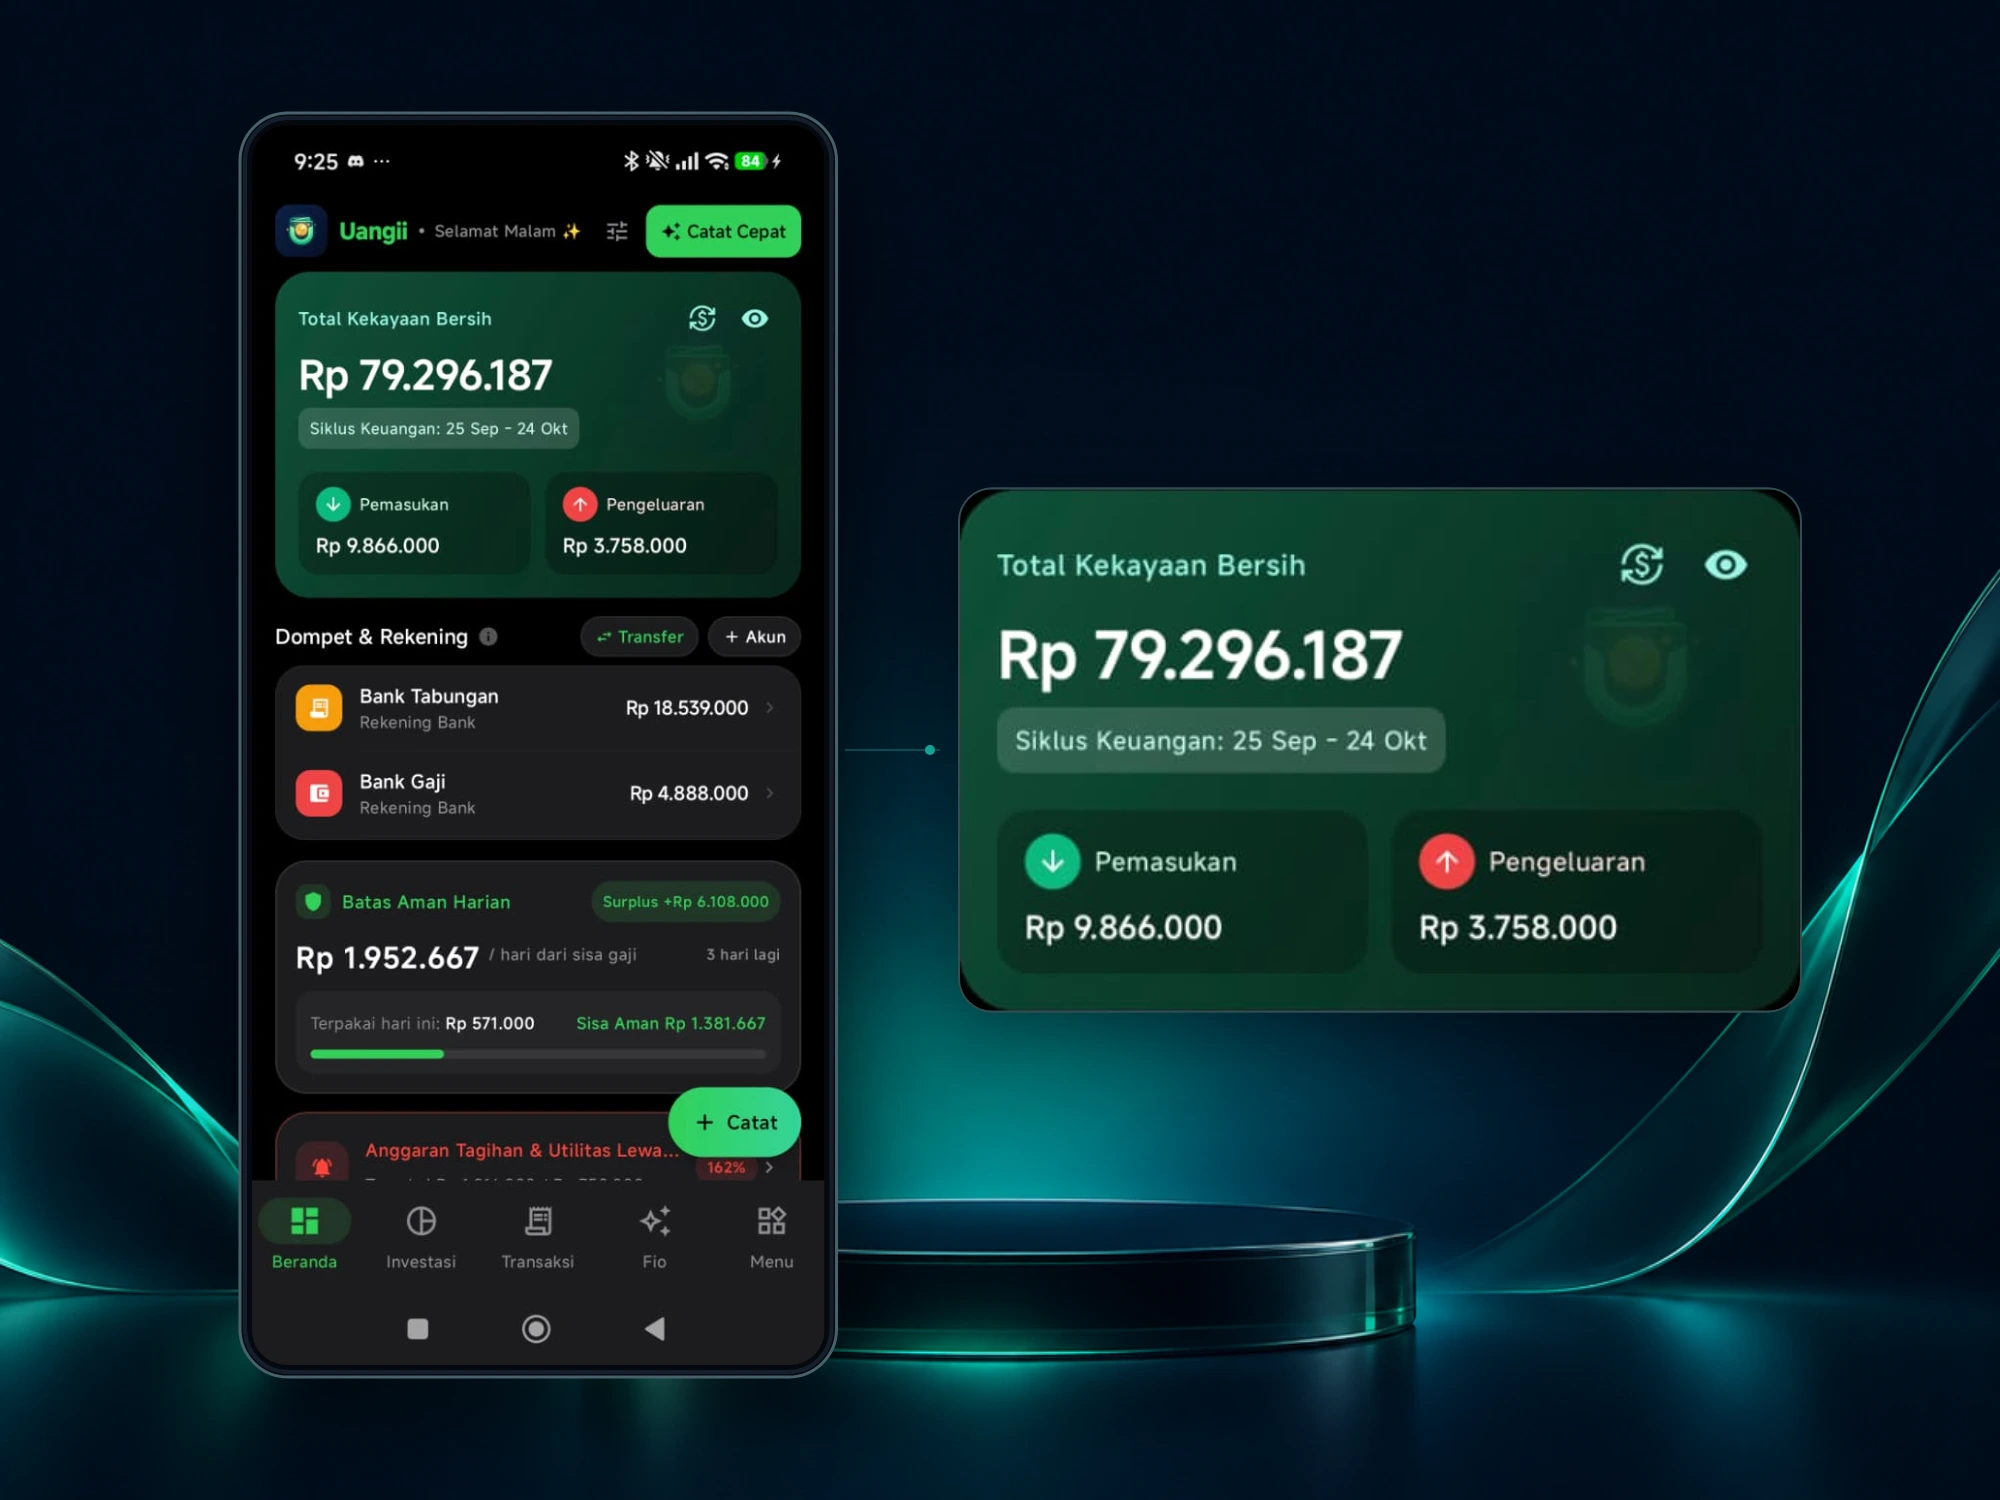 9:25 ...
84
Uangii • Selamat Malam ✨
Catat Cepat
Total Kekayaan Bersih
Rp 79.296.187
Siklus Keuangan: 25 Sep - 24 Okt
Pemasukan
Rp 9.866.000
Pengeluaran
Rp 3.758.000
Dompet & Rekening
Transfer
+ Akun
Bank Tabungan
Rekening Bank
Rp 18.539.000
Bank Gaji
Rekening Bank
Rp 4.888.000
Batas Aman Harian
Surplus +Rp 6.108.000
Rp 1.952.667 / hari dari sisa gaji
3 hari lagi
Terpakai hari ini: Rp 571.000
Sisa Aman Rp 1.381.667
+ Catat
Anggaran Tagihan & Utilitas Lewa...
162%
Beranda
Investasi
Transaksi
Fio
Menu
Total Kekayaan Bersih
Rp 79.296.187
Siklus Keuangan: 25 Sep - 24 Okt
Pemasukan
Rp 9.866.000
Pengeluaran
Rp 3.758.000